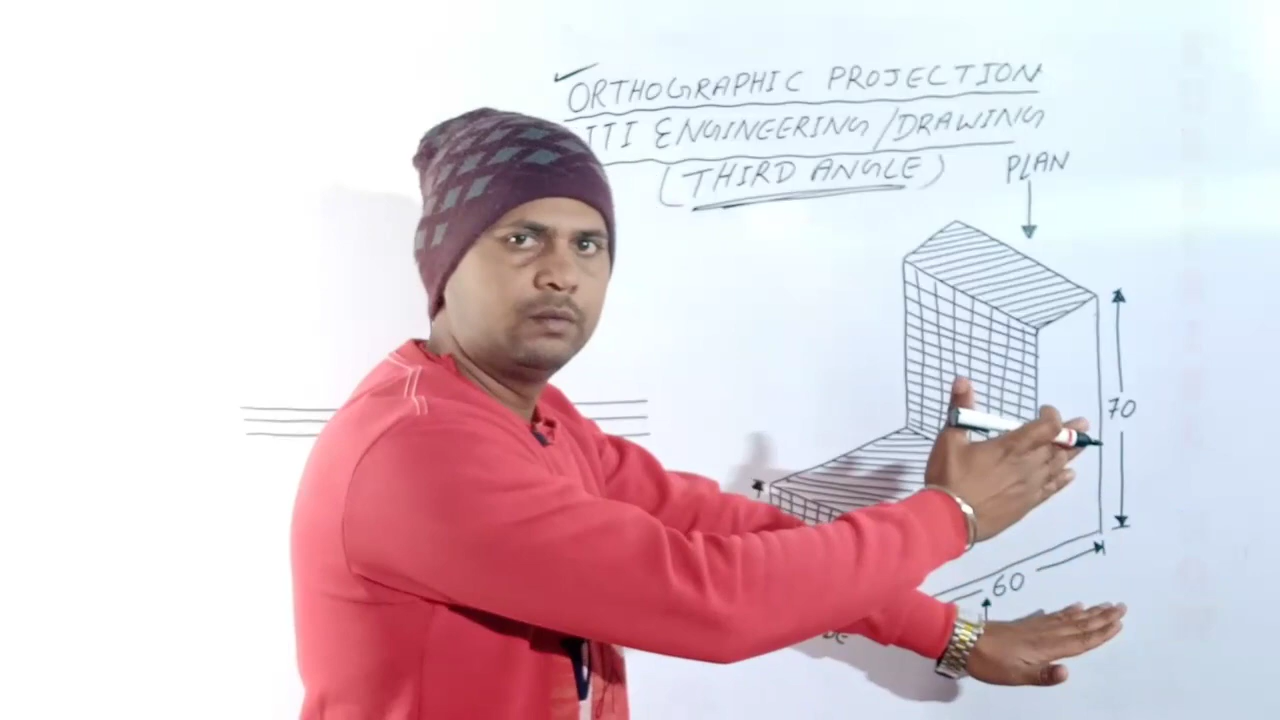 ORTHOGRAPHIC PROJECTION
ITI ENGINEERING/DRAWING
(THIRD ANGLE)
PLAN
70
60